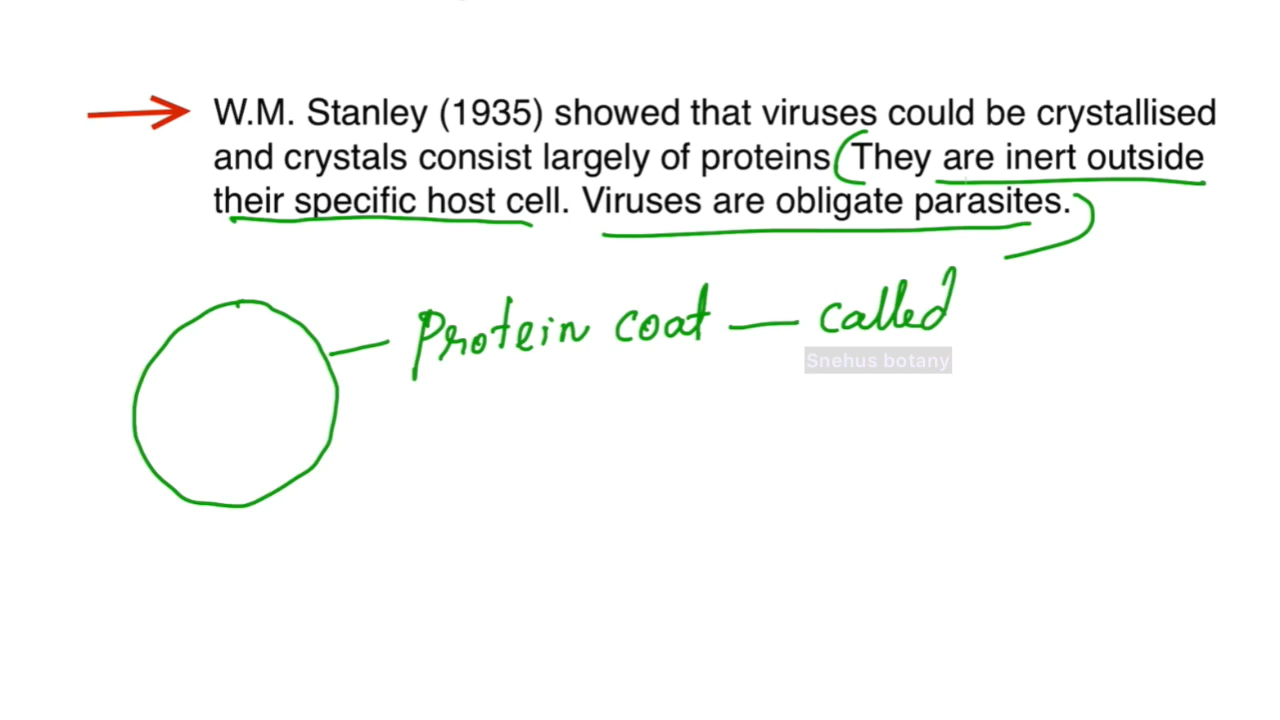 W.M. Stanley (1935) showed that viruses could be crystallised
and crystals consist largely of proteins (They are inert outside
their specific host cell. Viruses are obligate parasites.
Protein coat — called
Snehus botany